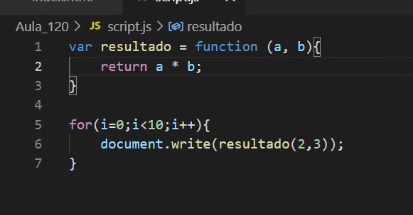 Aula_120 > JS script.js > resultado
1 var resultado = function (a, b){
2 return a * b;
3 }
4
5 for(i=0;i<10;i++){
6 document.write(resultado(2,3));
7 }